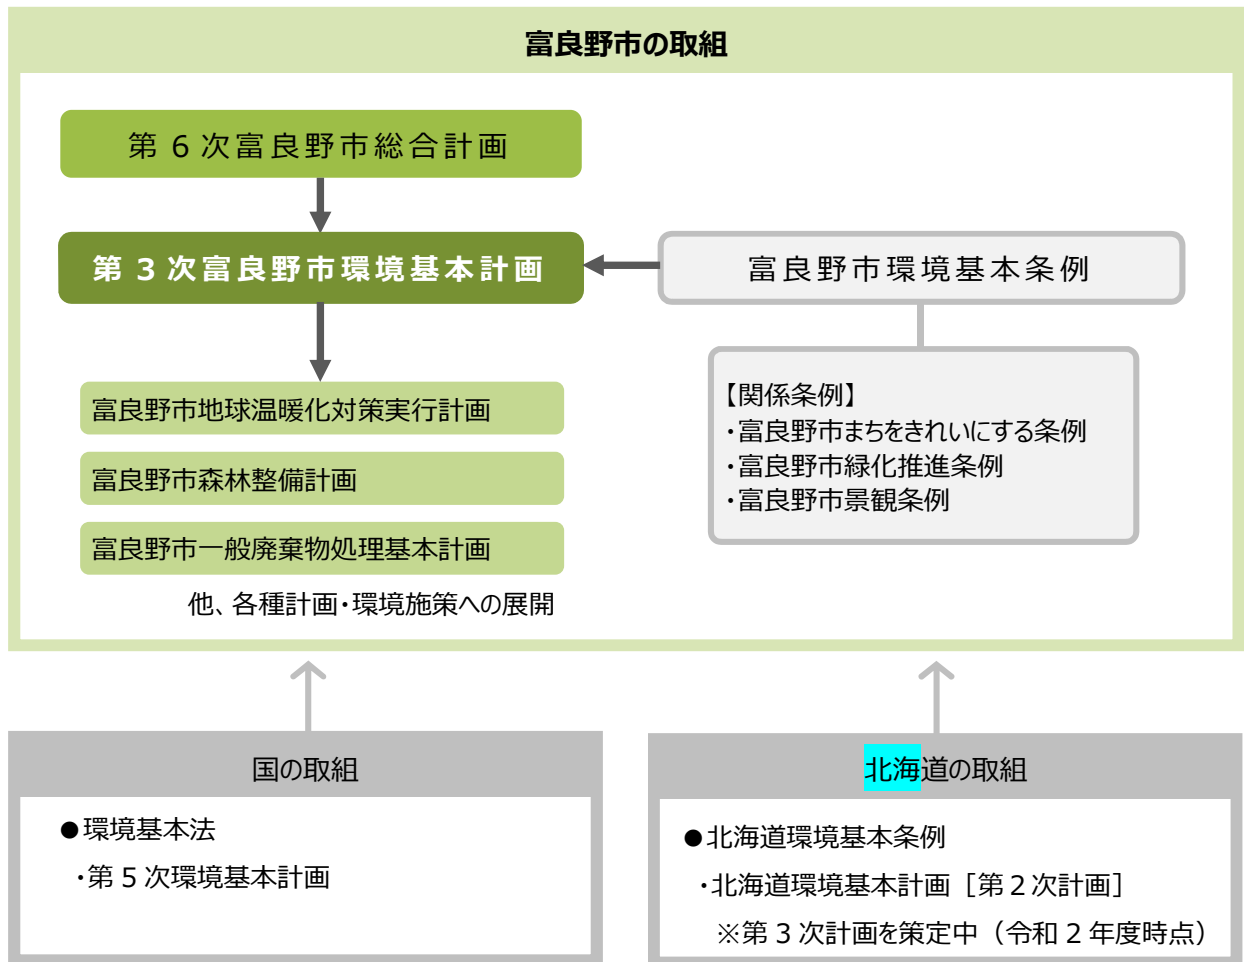 富良野市の取組
第 6 次富良野市総合計画
第 3 次富良野市環境基本計画
富良野市環境基本条例
富良野市地球温暖化対策実行計画
富良野市森林整備計画
富良野市一般廃棄物処理基本計画
他、各種計画・環境施策への展開
【関係条例】
・富良野市まちをきれいにする条例
・富良野市緑化推進条例
・富良野市景観条例
国の取組
●環境基本法
・第 5 次環境基本計画
北海道の取組
●北海道環境基本条例
・北海道環境基本計画［第２次計画］
※第 3 次計画を策定中（令和 2 年度時点）